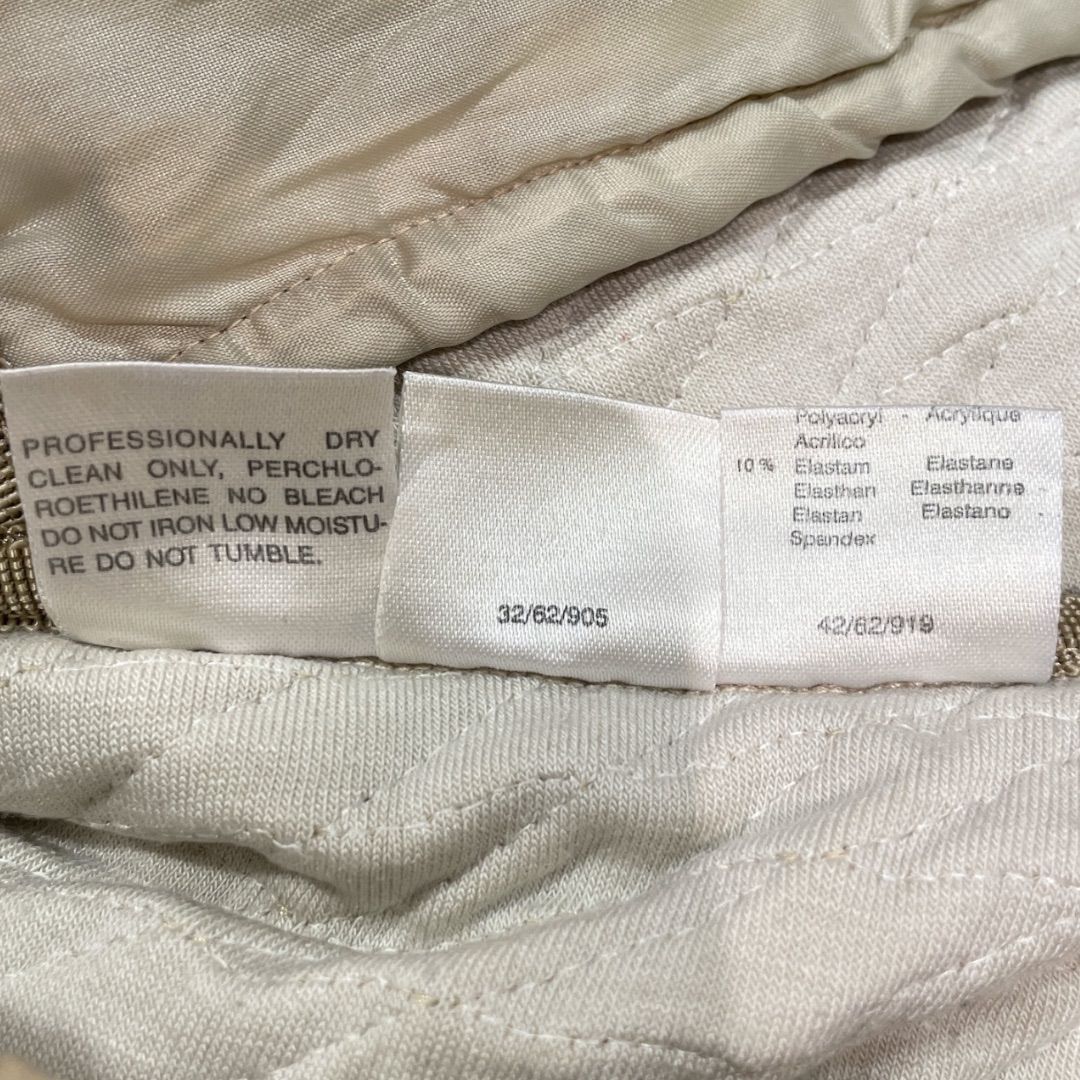 PROFESSIONALLY DRY
CLEAN ONLY, PERCHLO-
ROETHILENE NO BLEACH
DO NOT IRON LOW MOISTU-
RE DO NOT TUMBLE.
32/62/905
Polyacryl - Acrylique
Acrilico
10 % Elastam Elastane
Elasthan Elasthanne -
Elastan Elastano -
Spandex
42/62/919